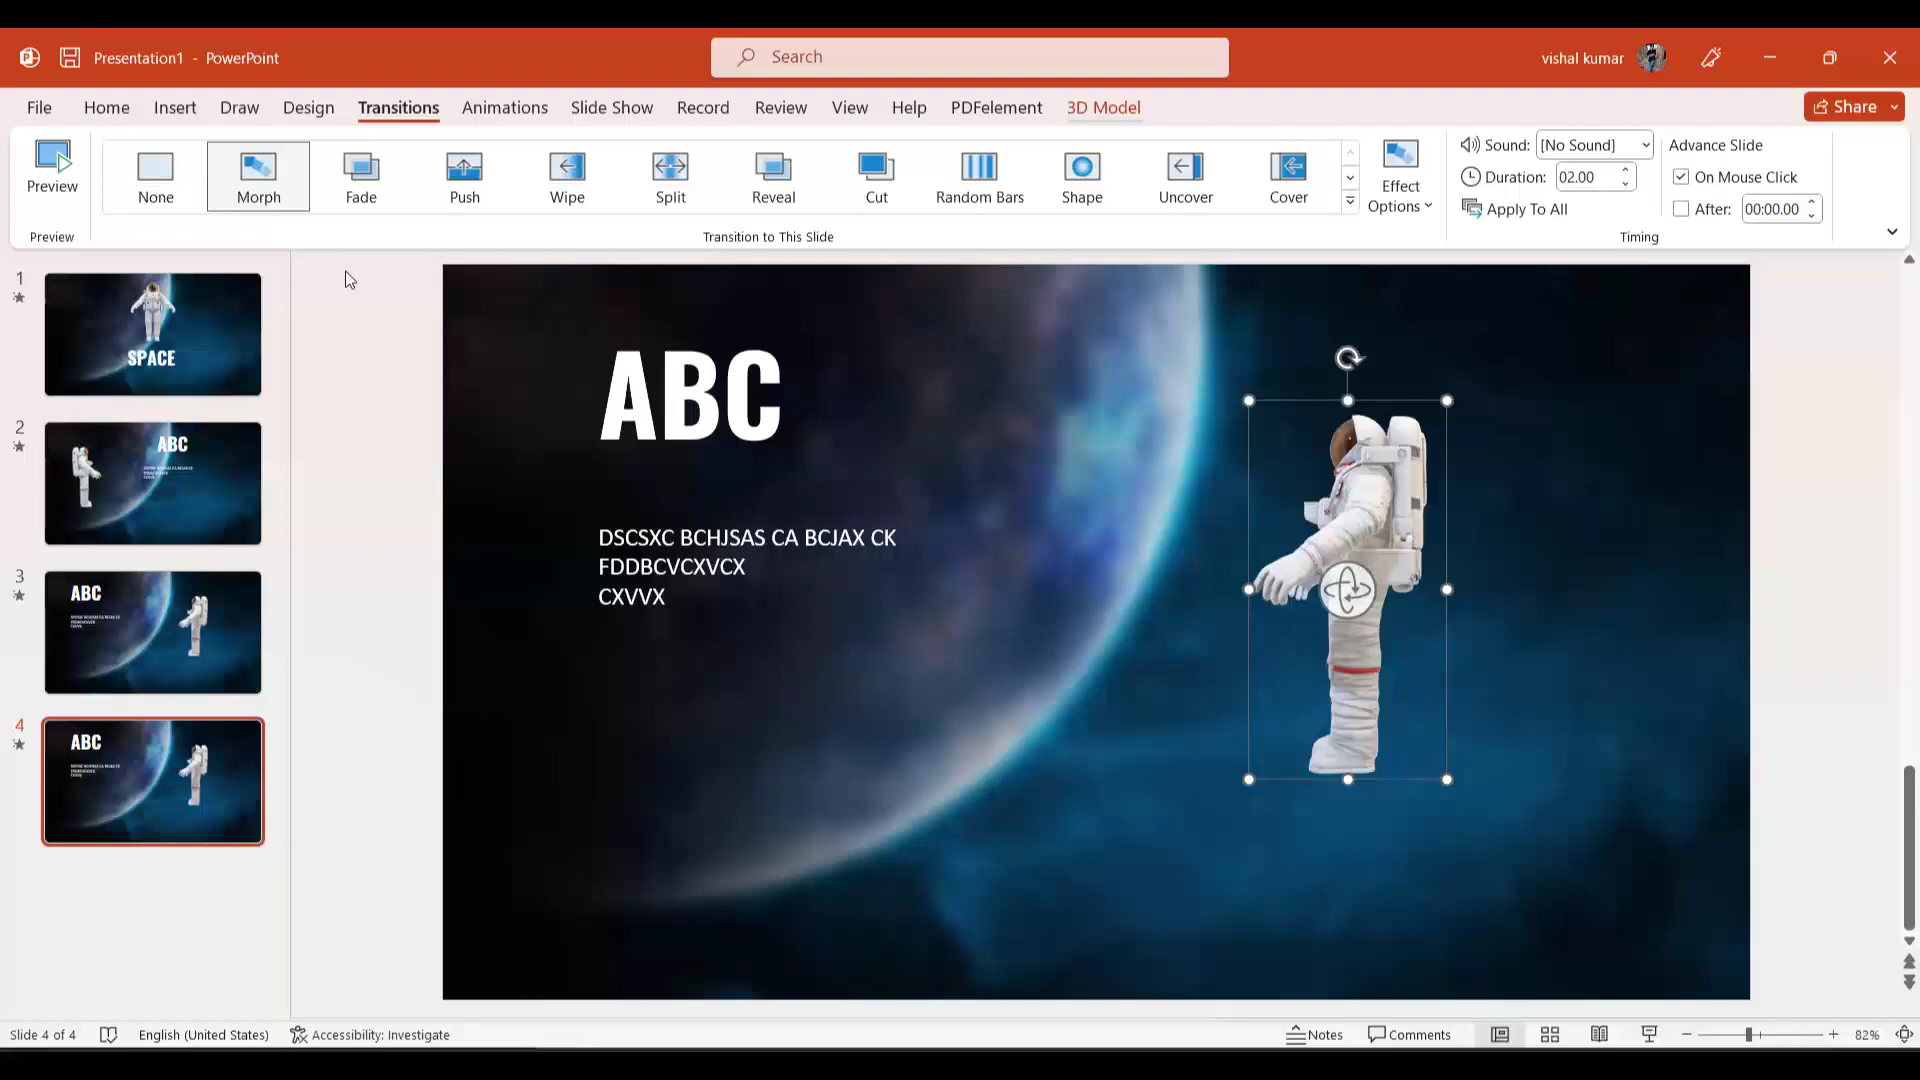 Presentation1 - PowerPoint
Search
vishal kumar
File Home Insert Draw Design Transitions Animations Slide Show Record Review View Help PDFelement 3D Model
Share
Preview
None Morph Fade Push Wipe Split Reveal Cut Random Bars Shape Uncover Cover
Effect
Options
Sound: [No Sound]
Duration: 02.00
Apply To All
Advance Slide
On Mouse Click
After: 00:00.00
Preview
Transition to This Slide
Timing
1
SPACE
2
ABC
3
ABC
4
ABC
ABC
DSCSXC BCHJSAS CA BCJAX CK
FDDBCVCXVCX
CXVVX
Slide 4 of 4
English (United States)
Accessibility: Investigate
Notes
Comments
82%